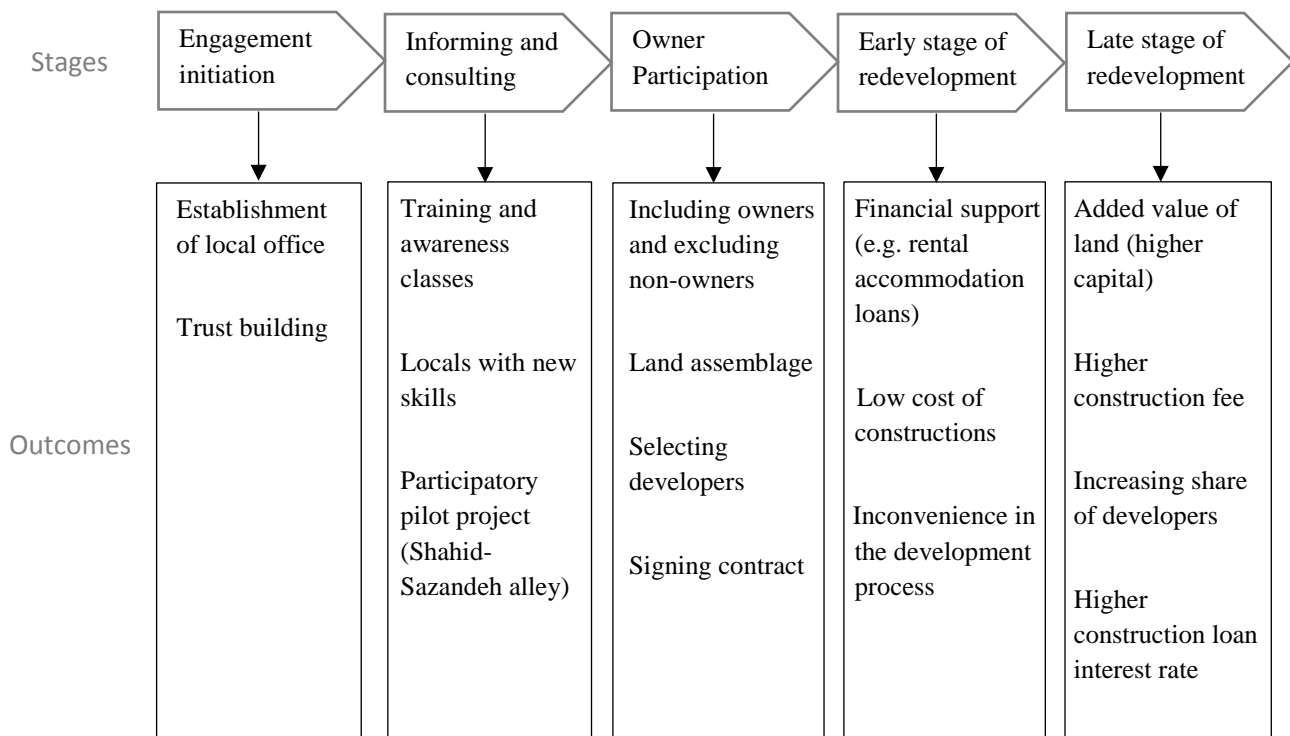 Stages
Engagement
initiation
Informing and
consulting
Owner
Participation
Early stage of
redevelopment
Late stage of
redevelopment
Outcomes
Establishment
of local office
Trust building
Training and
awareness
classes
Locals with new
skills
Participatory
pilot project
(Shahid-
Sazandeh alley)
Including owners
and excluding
non-owners
Land assemblage
Selecting
developers
Signing contract
Financial support
(e.g. rental
accommodation
loans)
Low cost of
constructions
Inconvenience in
the development
process
Added value of
land (higher
capital)
Higher
construction fee
Increasing share
of developers
Higher
construction loan
interest rate